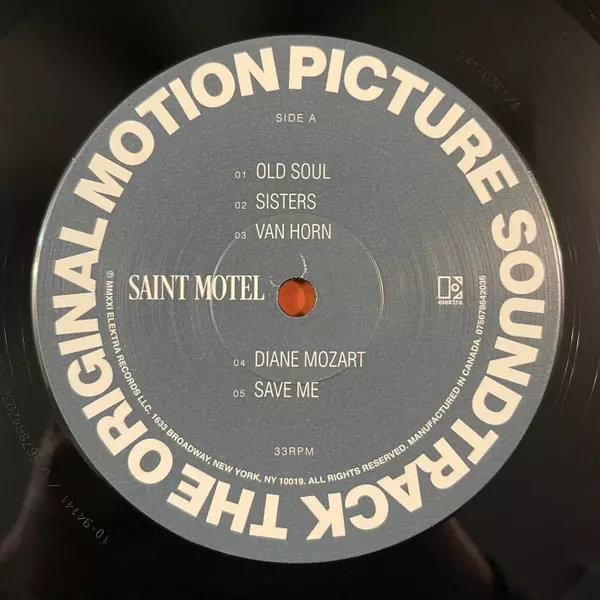 THE ORIGINAL MOTION PICTURE SOUNDTRACK
SIDE A
01 OLD SOUL
02 SISTERS
03 VAN HORN
SAINT MOTEL
elektra
04 DIANE MOZART
05 SAVE ME
33RPM
℗ MMXXI ELEKTRA RECORDS LLC. 1633 BROADWAY, NEW YORK, NY 10019. ALL RIGHTS RESERVED. MANUFACTURED IN CANADA. 075678642036